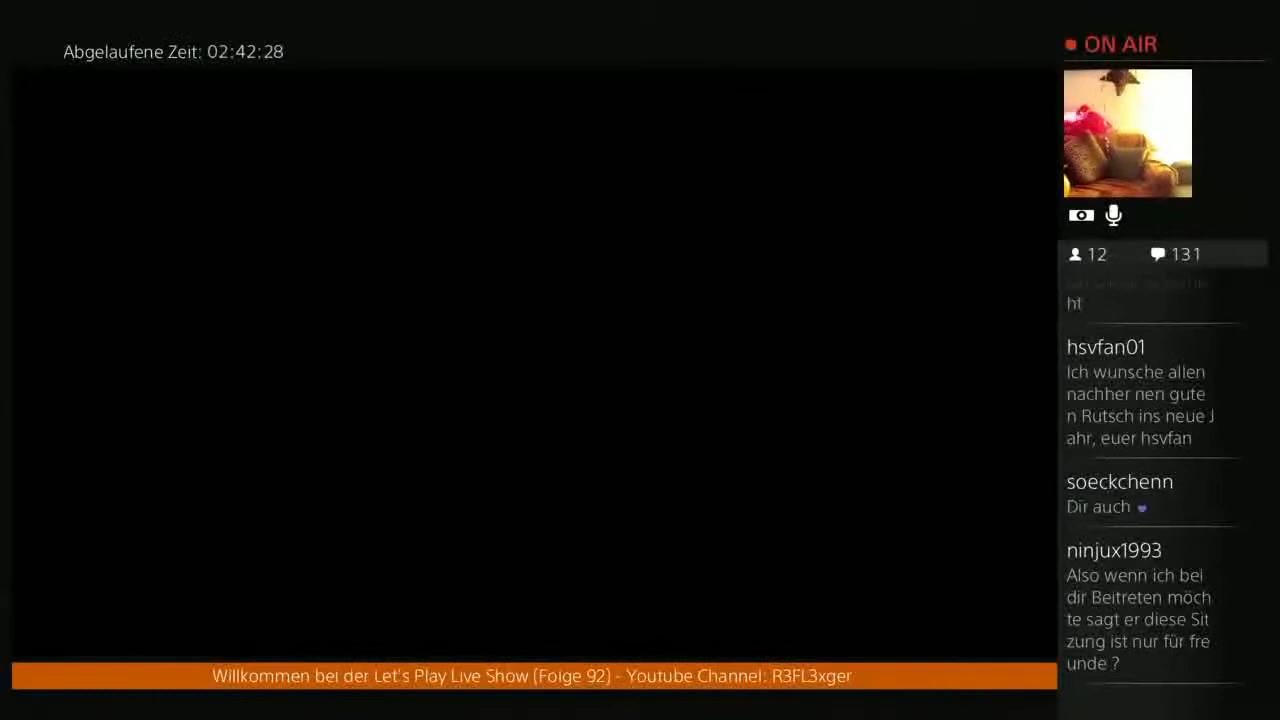 Abgelaufene Zeit: 02:42:28
ON AIR
12 131
ht
hsvfan01
Ich wunsche allen
nachher nen gute
n Rutsch ins neue J
ahr, euer hsvfan
soeckchenn
Dir auch
ninjux1993
Also wenn ich bei
dir Beitreten möch
te sagt er diese Sit
zung ist nur für fre
unde ?
Willkommen bei der Let's Play Live Show (Folge 92) - Youtube Channel: R3FL3xger